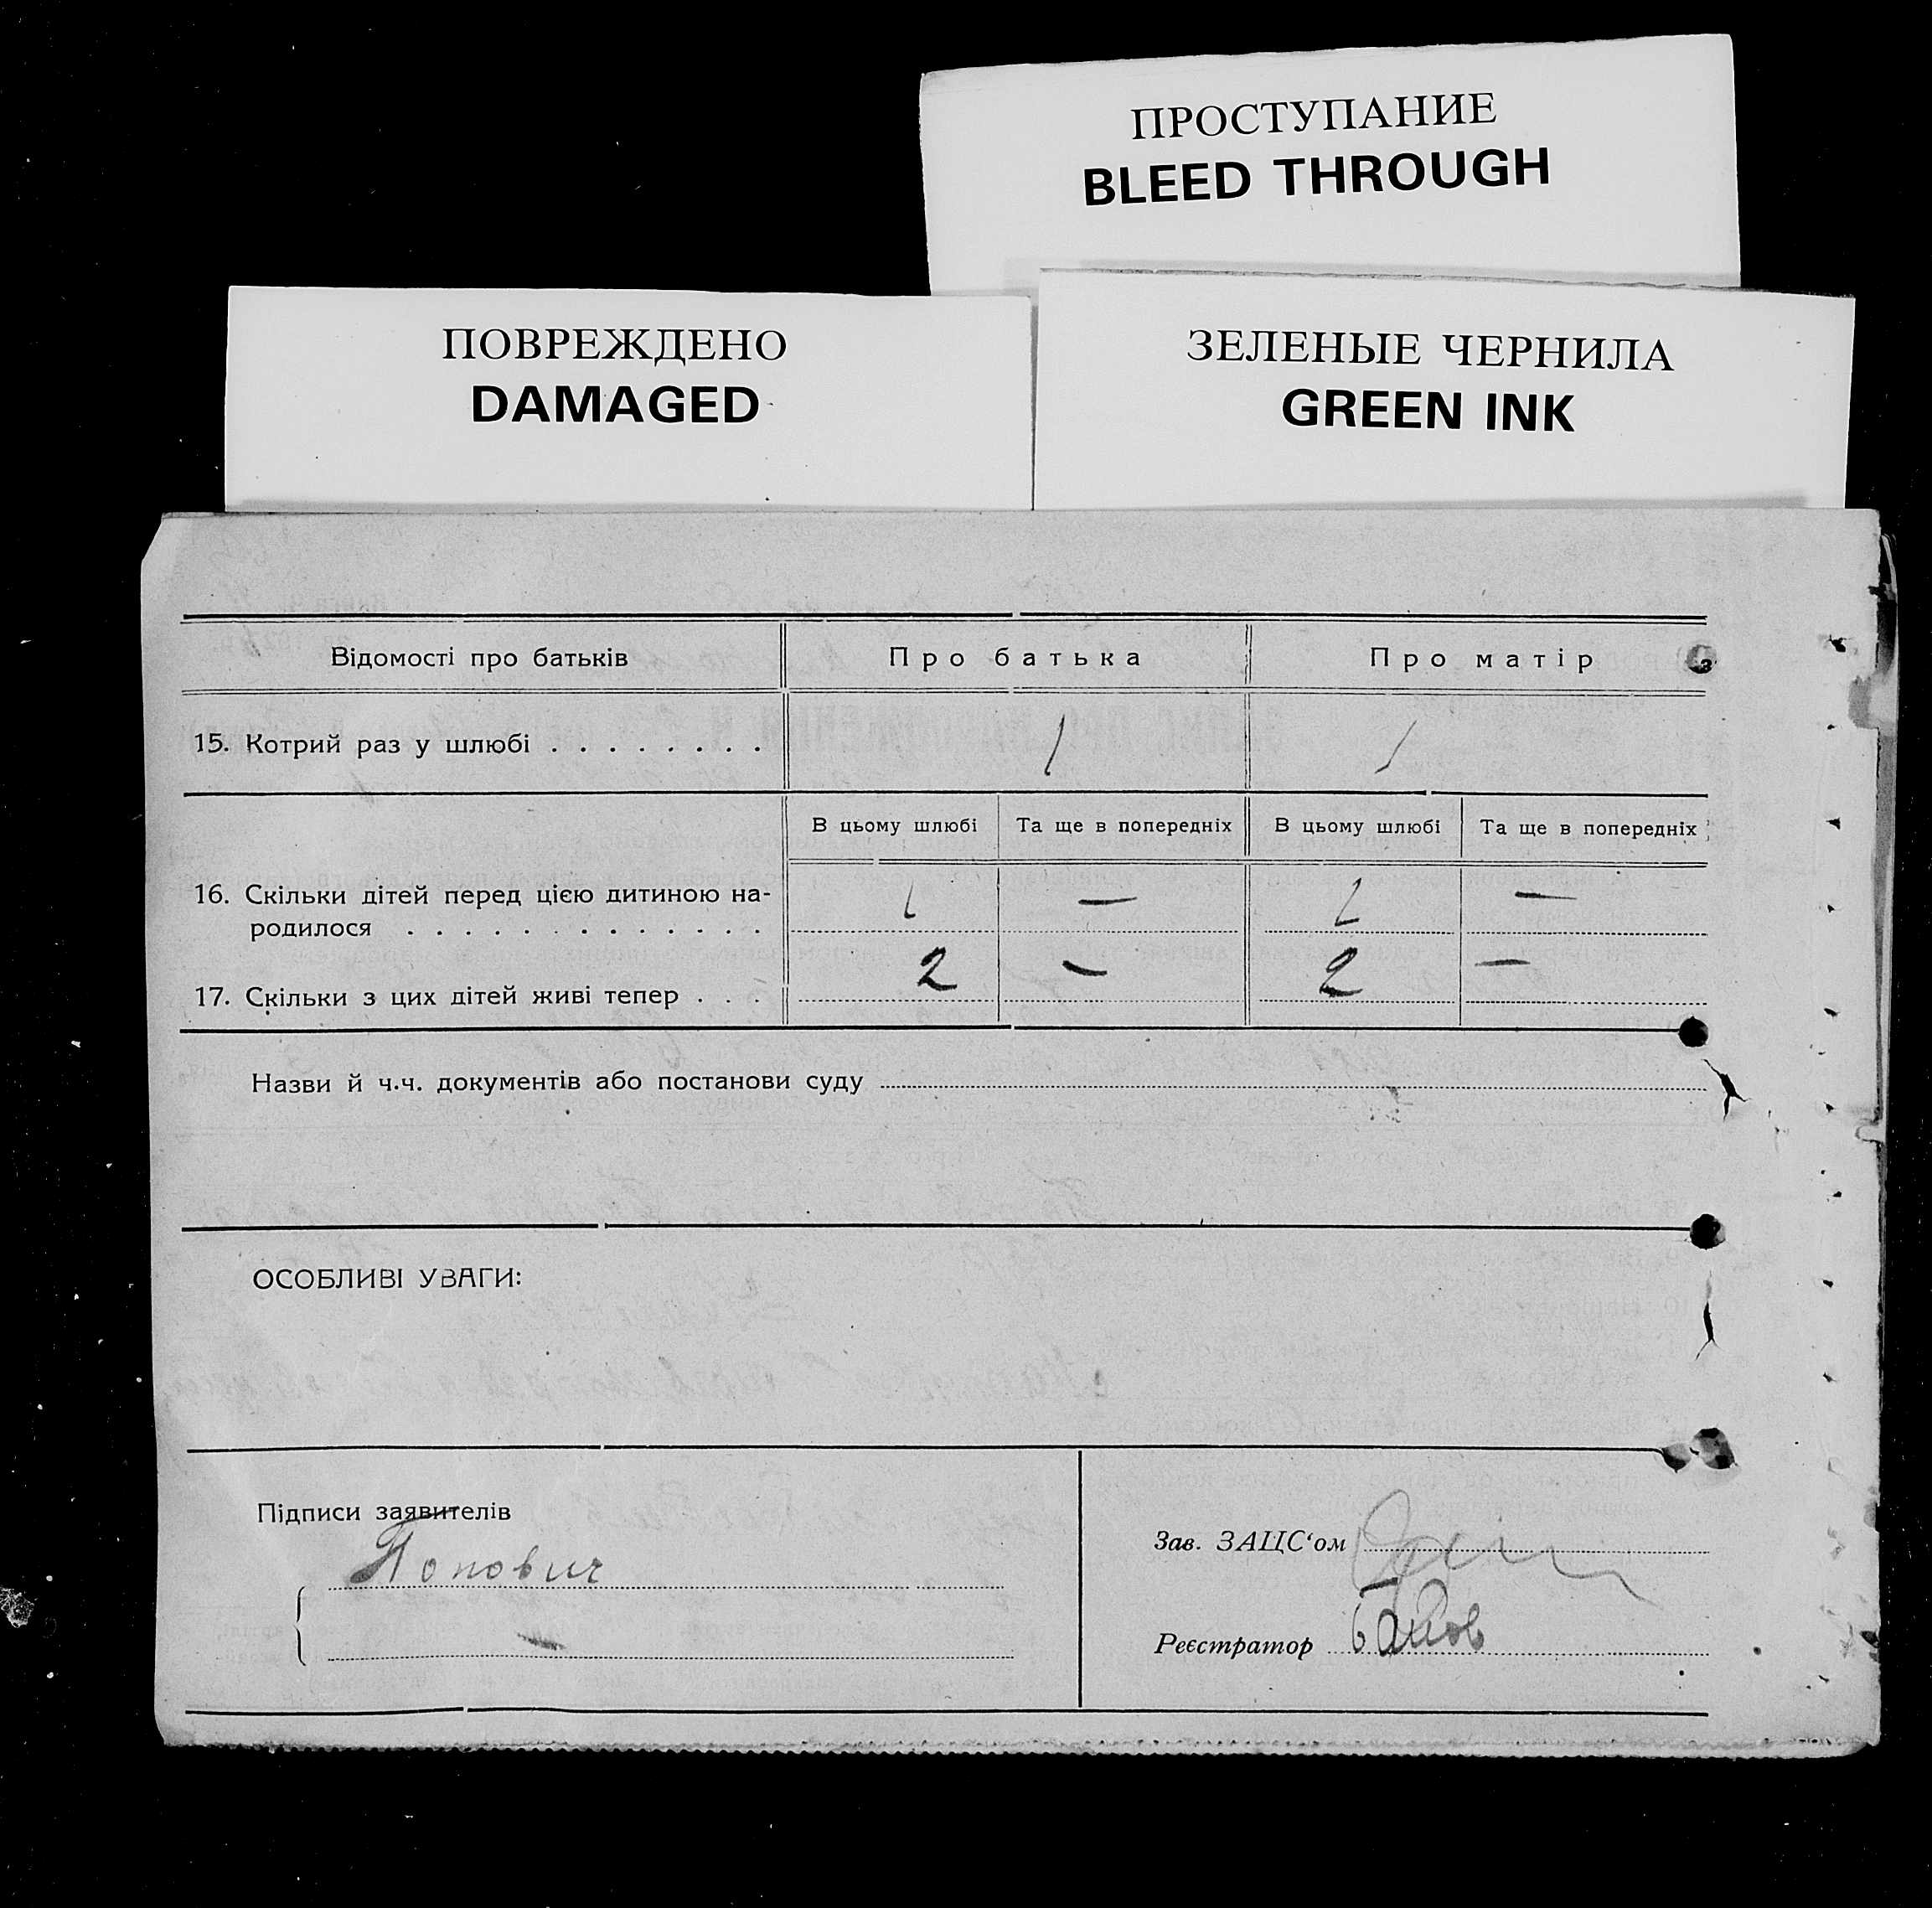 ПРОСТУПАНИЕ
BLEED THROUGH
ПОВРЕЖДЕНО
DAMAGED
ЗЕЛЕНЫЕ ЧЕРНИЛА
GREEN INK
Відомості про батьків Про батька Про матір
15. Котрий раз у шлюбі . . . . . . . . . 1 1
В цьому шлюбі Та ще в попередніх В цьому шлюбі Та ще в попередніх
16. Скільки дітей перед цією дитиною на- — —
родилося . . . . . . . . . . . . .
17. Скільки з цих дітей живі тепер . . . 2 — 2 —
Назви й ч.ч. документів або постанови суду
ОСОБЛИВІ УВАГИ:
Підписи заявителів
Попович
Зав. ЗАЦС‘ом
Реєстратор